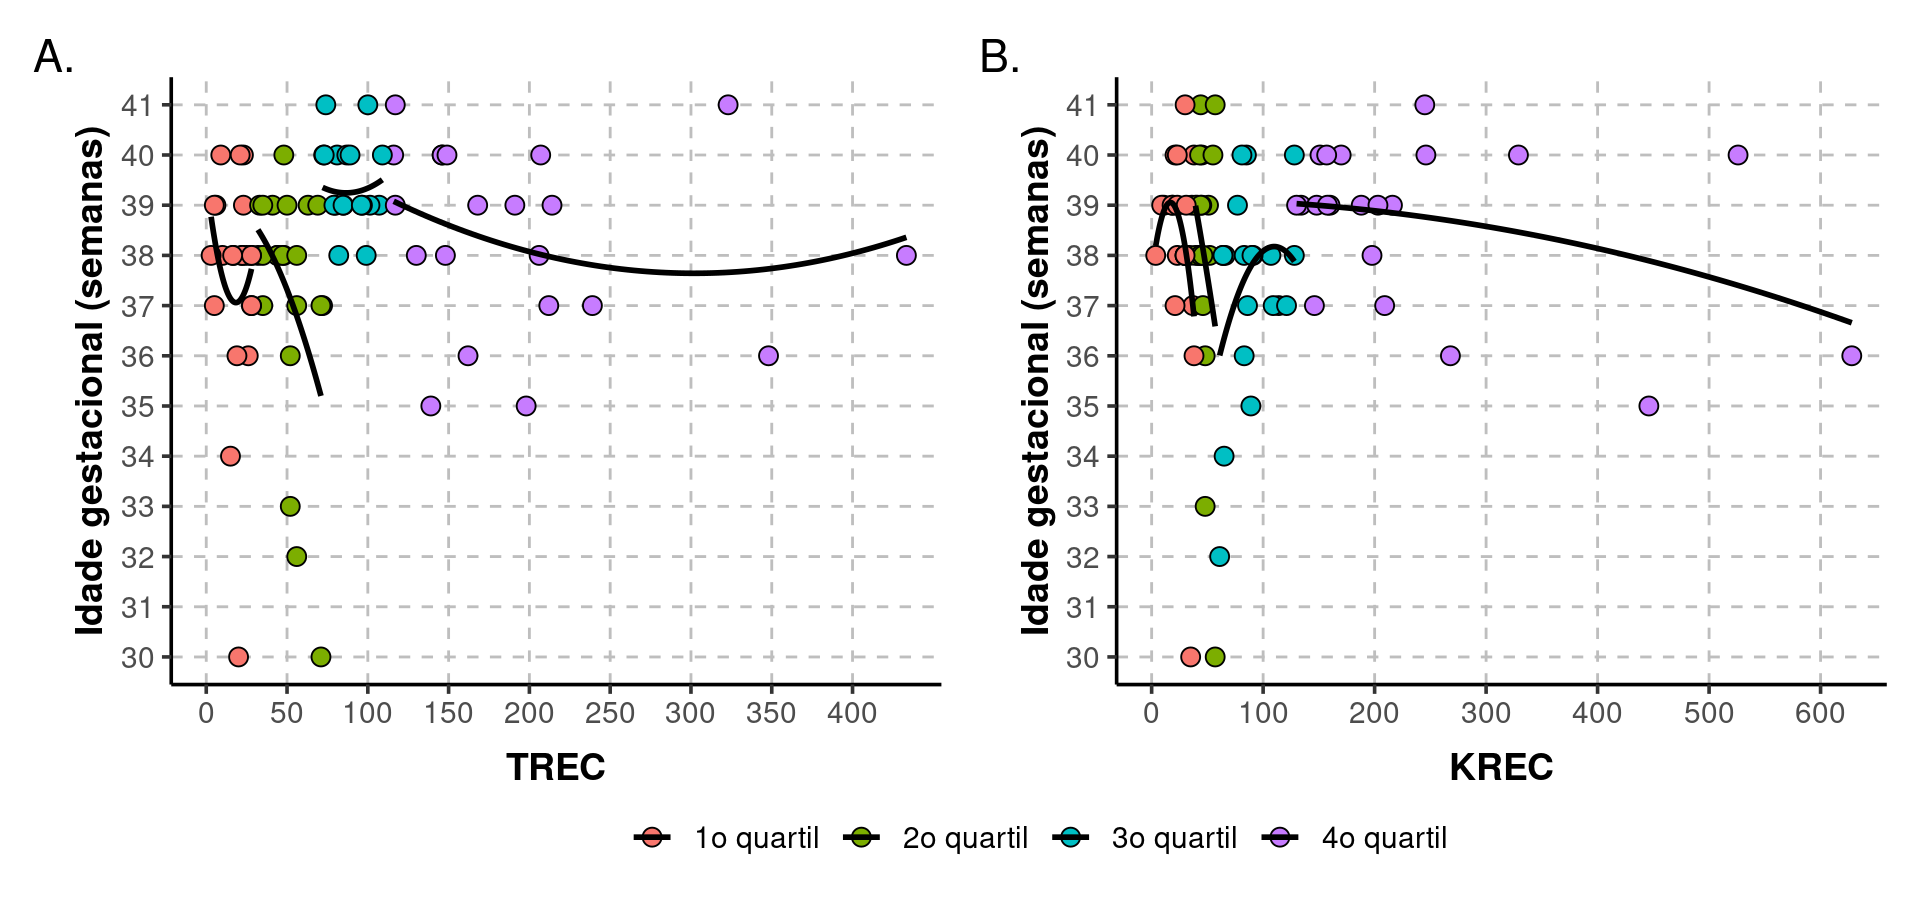 A.
B.
Idade gestacional (semanas)
41
40
39
38
37
36
35
34
33
32
31
30
0 50 100 150 200 250 300 350 400
TREC
Idade gestacional (semanas)
41
40
39
38
37
36
35
34
33
32
31
30
0 100 200 300 400 500 600
KREC
1o quartil 2o quartil 3o quartil 4o quartil